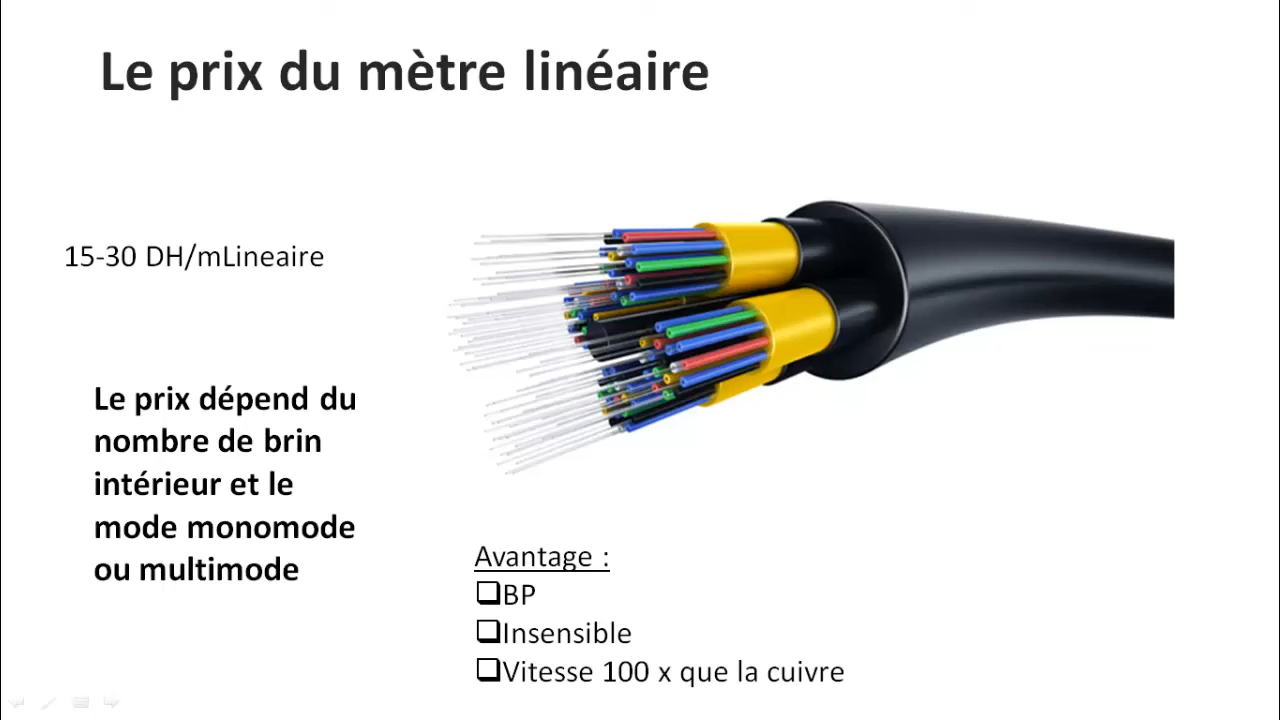 Le prix du mètre linéaire
15-30 DH/mLineaire
Le prix dépend du
nombre de brin
intérieur et le
mode monomode
ou multimode
Avantage :
❑BP
❑Insensible
❑Vitesse 100 x que la cuivre